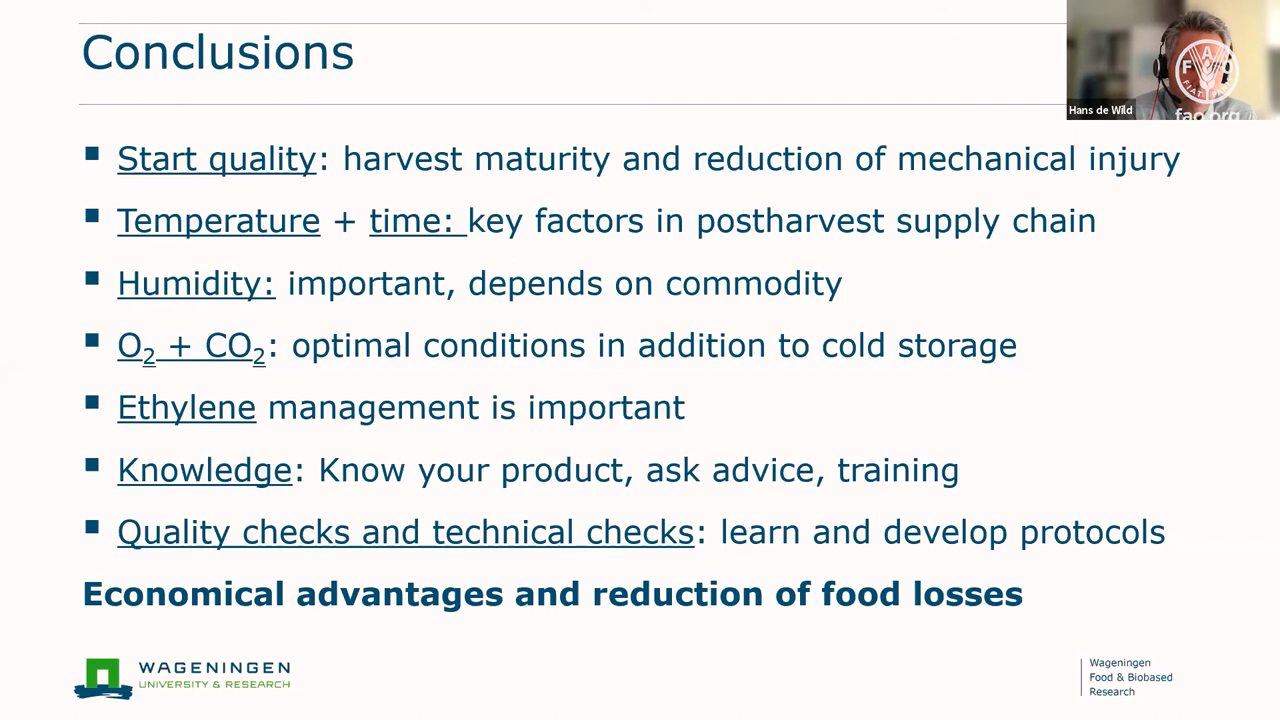 Conclusions
Hans de Wild
F A O
FIAT PANIS
fao.org
▪ Start quality: harvest maturity and reduction of mechanical injury
▪ Temperature + time: key factors in postharvest supply chain
▪ Humidity: important, depends on commodity
▪ O₂ + CO₂: optimal conditions in addition to cold storage
▪ Ethylene management is important
▪ Knowledge: Know your product, ask advice, training
▪ Quality checks and technical checks: learn and develop protocols
Economical advantages and reduction of food losses
WAGENINGEN
UNIVERSITY & RESEARCH
Wageningen
Food & Biobased
Research